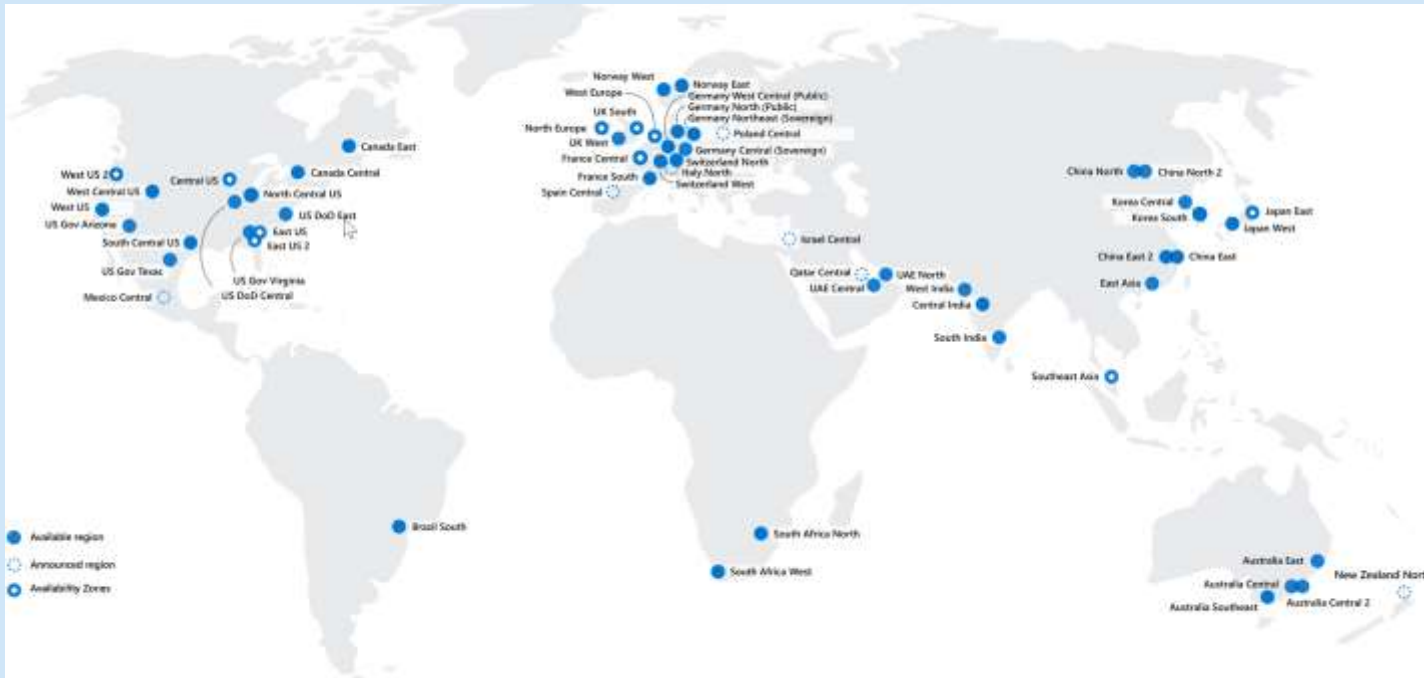 Norway West
Norway East
West Europe
Germany West Central (Public)
Germany North (Public)
UK South
Germany Northeast (Sovereign)
North Europe
Poland Central
UK West
Germany Central (Sovereign)
France Central
Switzerland North
Italy North
France South
Switzerland West
Spain Central
Canada East
West US 2
Central US
Canada Central
West Central US
North Central US
West US
US DoD East
US Gov Arizona
East US
South Central US
East US 2
US Gov Texas
US Gov Virginia
Mexico Central
US DoD Central
China North
China North 2
Korea Central
Korea South
Japan East
Japan West
Israel Central
China East 2
China East
Qatar Central
UAE North
UAE Central
West India
East Asia
Central India
South India
Southeast Asia
Brazil South
South Africa North
South Africa West
Available region
Announced region
Availability Zones
Australia East
New Zealand Nort
Australia Central
Australia Southeast
Australia Central 2